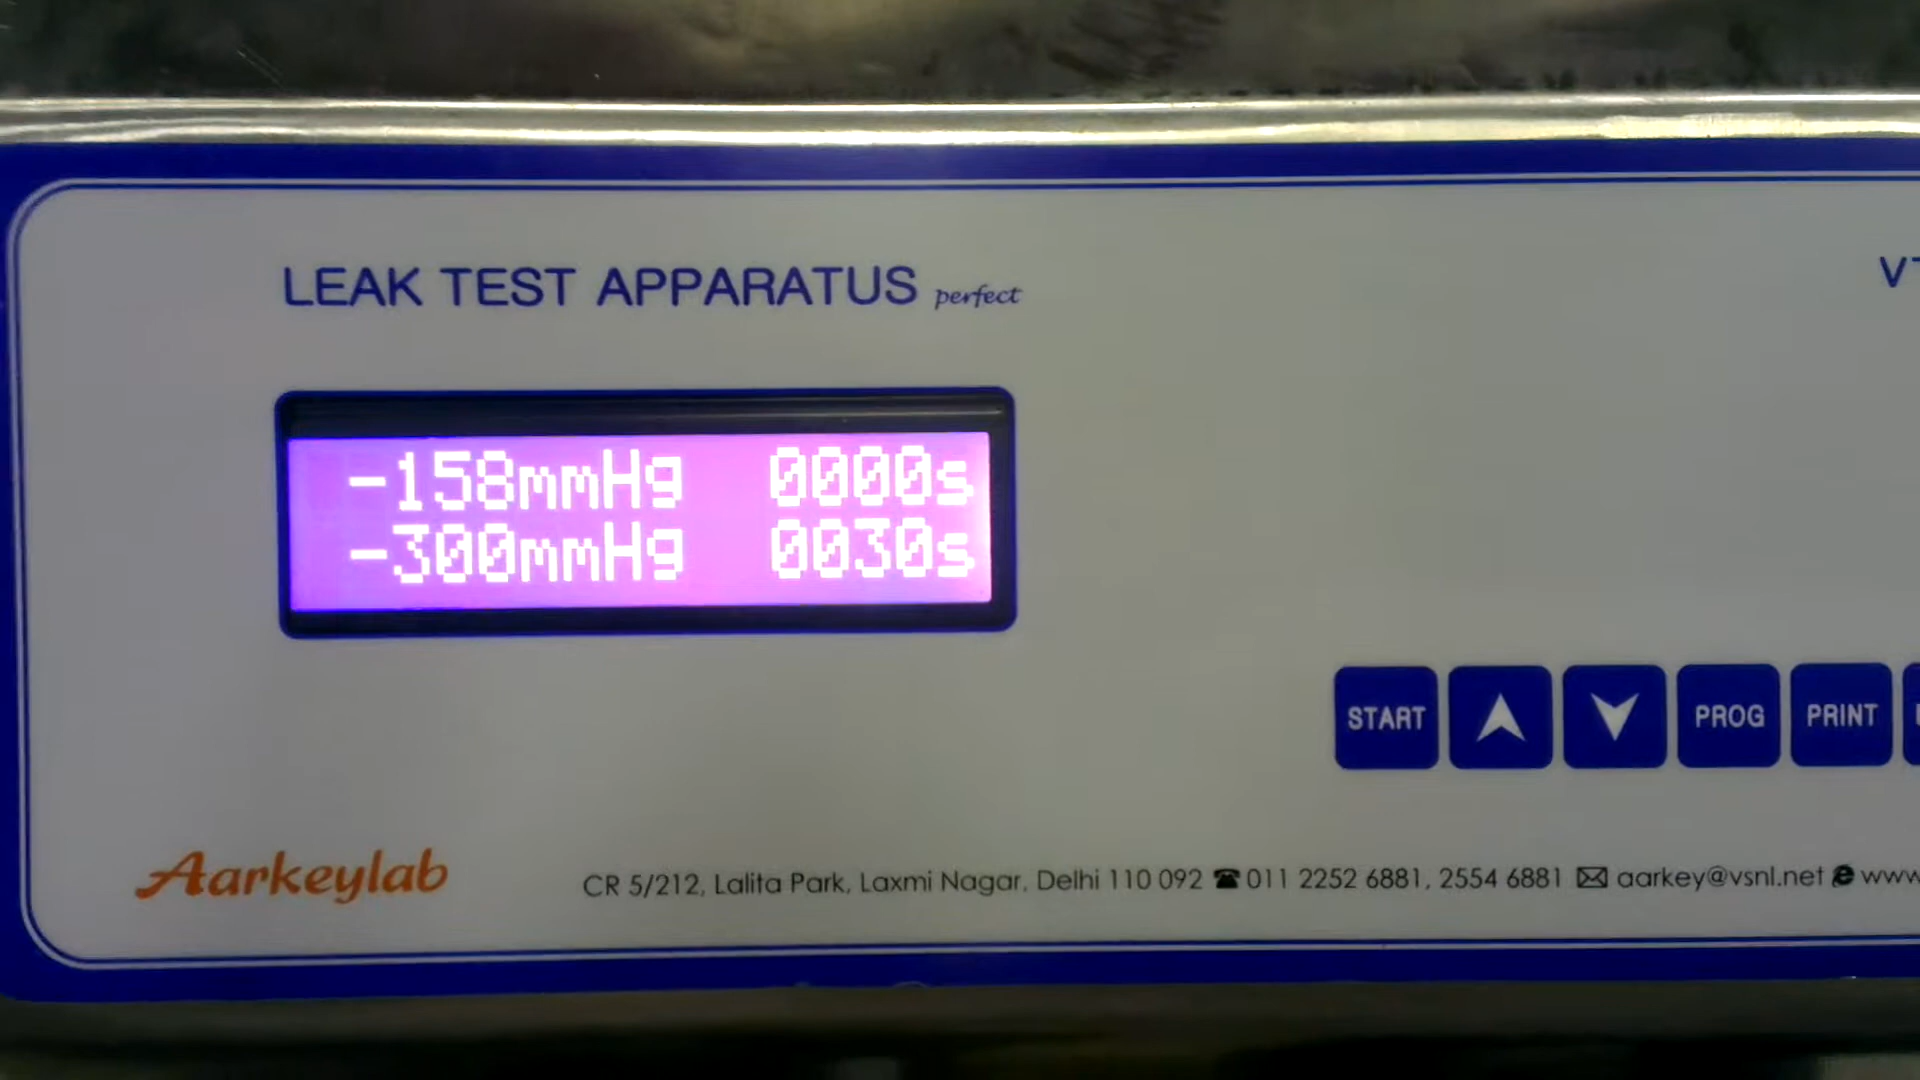 LEAK TEST APPARATUS perfect
-158mmHg 0000s
-300mmHg 0030s
START PROG PRINT
Aarkeylab
CR 5/212, Lalita Park, Laxmi Nagar, Delhi 110 092 ☎ 011 2252 6881, 2554 6881 ✉ aarkey@vsnl.net www